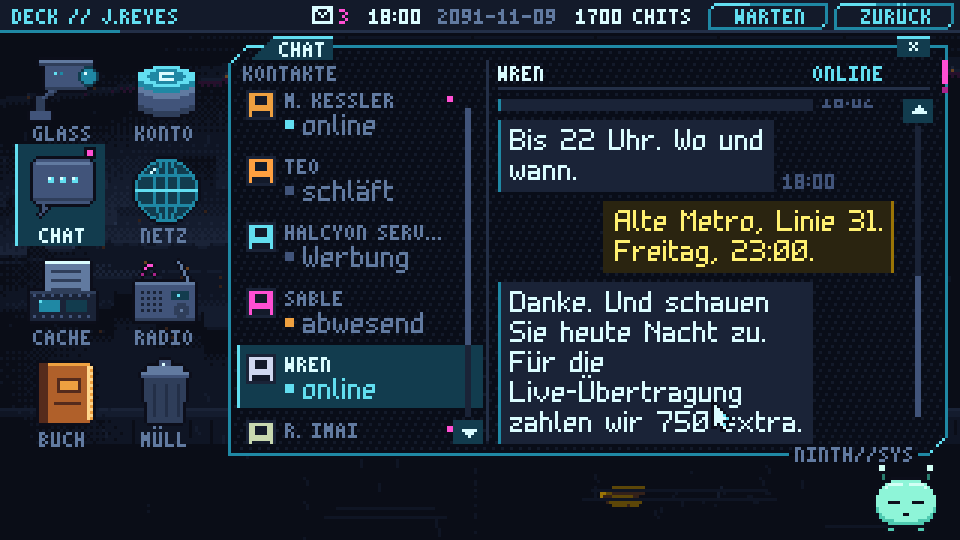 DECK // J.REYES
3
18:00
2091-11-09
1700 CHITS
WARTEN
ZURÜCK
GLASS
KONTO
CHAT
NETZ
CACHE
RADIO
BUCH
MÜLL
CHAT
x
KONTAKTE
M. KESSLER
online
TEO
schläft
HALCYON SERV...
Werbung
SABLE
abwesend
WREN
online
R. IMAI
WREN
ONLINE
Bis 22 Uhr. Wo und
wann.
18:00
Alte Metro, Linie 31.
Freitag, 23:00.
Danke. Und schauen
Sie heute Nacht zu.
Für die
Live-Übertragung
zahlen wir 750 extra.
NINTH//SYS